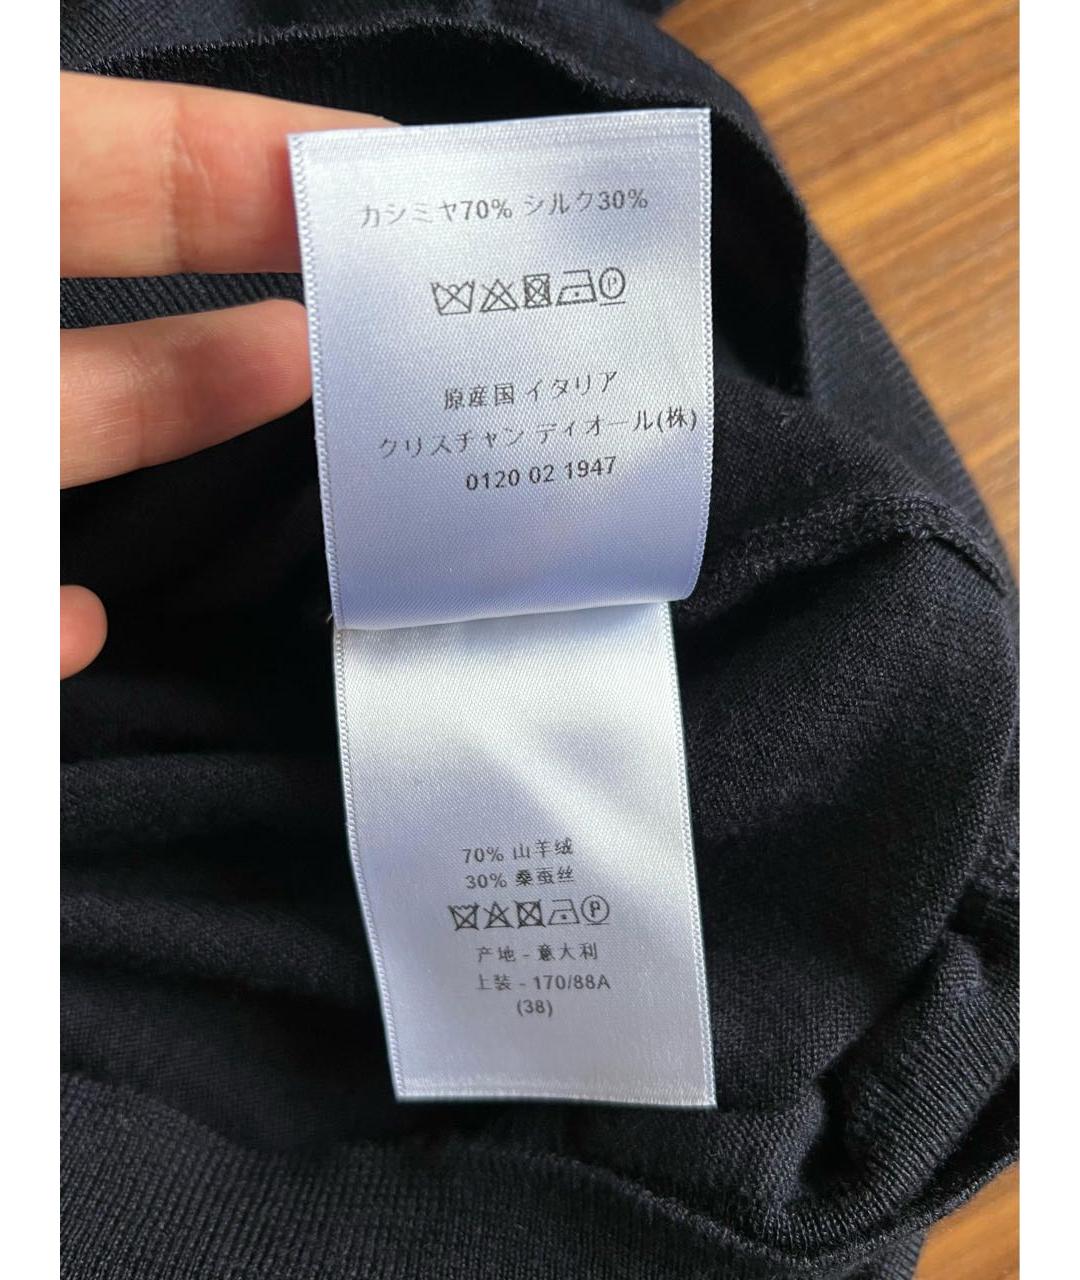 カシミヤ70% シルク30%
原産国 イタリア
クリスチャン ディオール(株)
0120 02 1947
70% 山羊绒
30% 桑蚕丝
产地 - 意大利
上装 - 170/88A
(38)